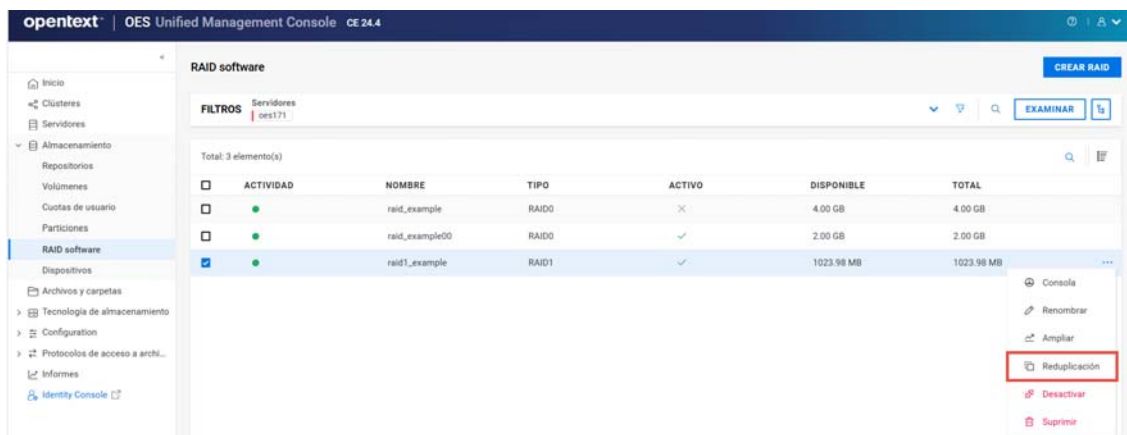 opentext™ | OES Unified Management Console CE 24.4
Inicio
Clústeres
Servidores
Almacenamiento
Repositorios
Volúmenes
Cuotas de usuario
Particiones
RAID software
Dispositivos
Archivos y carpetas
Tecnología de almacenamiento
Configuration
Protocolos de acceso a archi...
Informes
Identity Console
RAID software
CREAR RAID
FILTROS
Servidores
oes171
EXAMINAR
Total: 3 elemento(s)
ACTIVIDAD NOMBRE TIPO ACTIVO DISPONIBLE TOTAL
raid_example RAID0 4.00 GB 4.00 GB
raid_example00 RAID0 2.00 GB 2.00 GB
raid1_example RAID1 1023.98 MB 1023.98 MB
Consola
Renombrar
Ampliar
Reduplicación
Desactivar
Suprimir